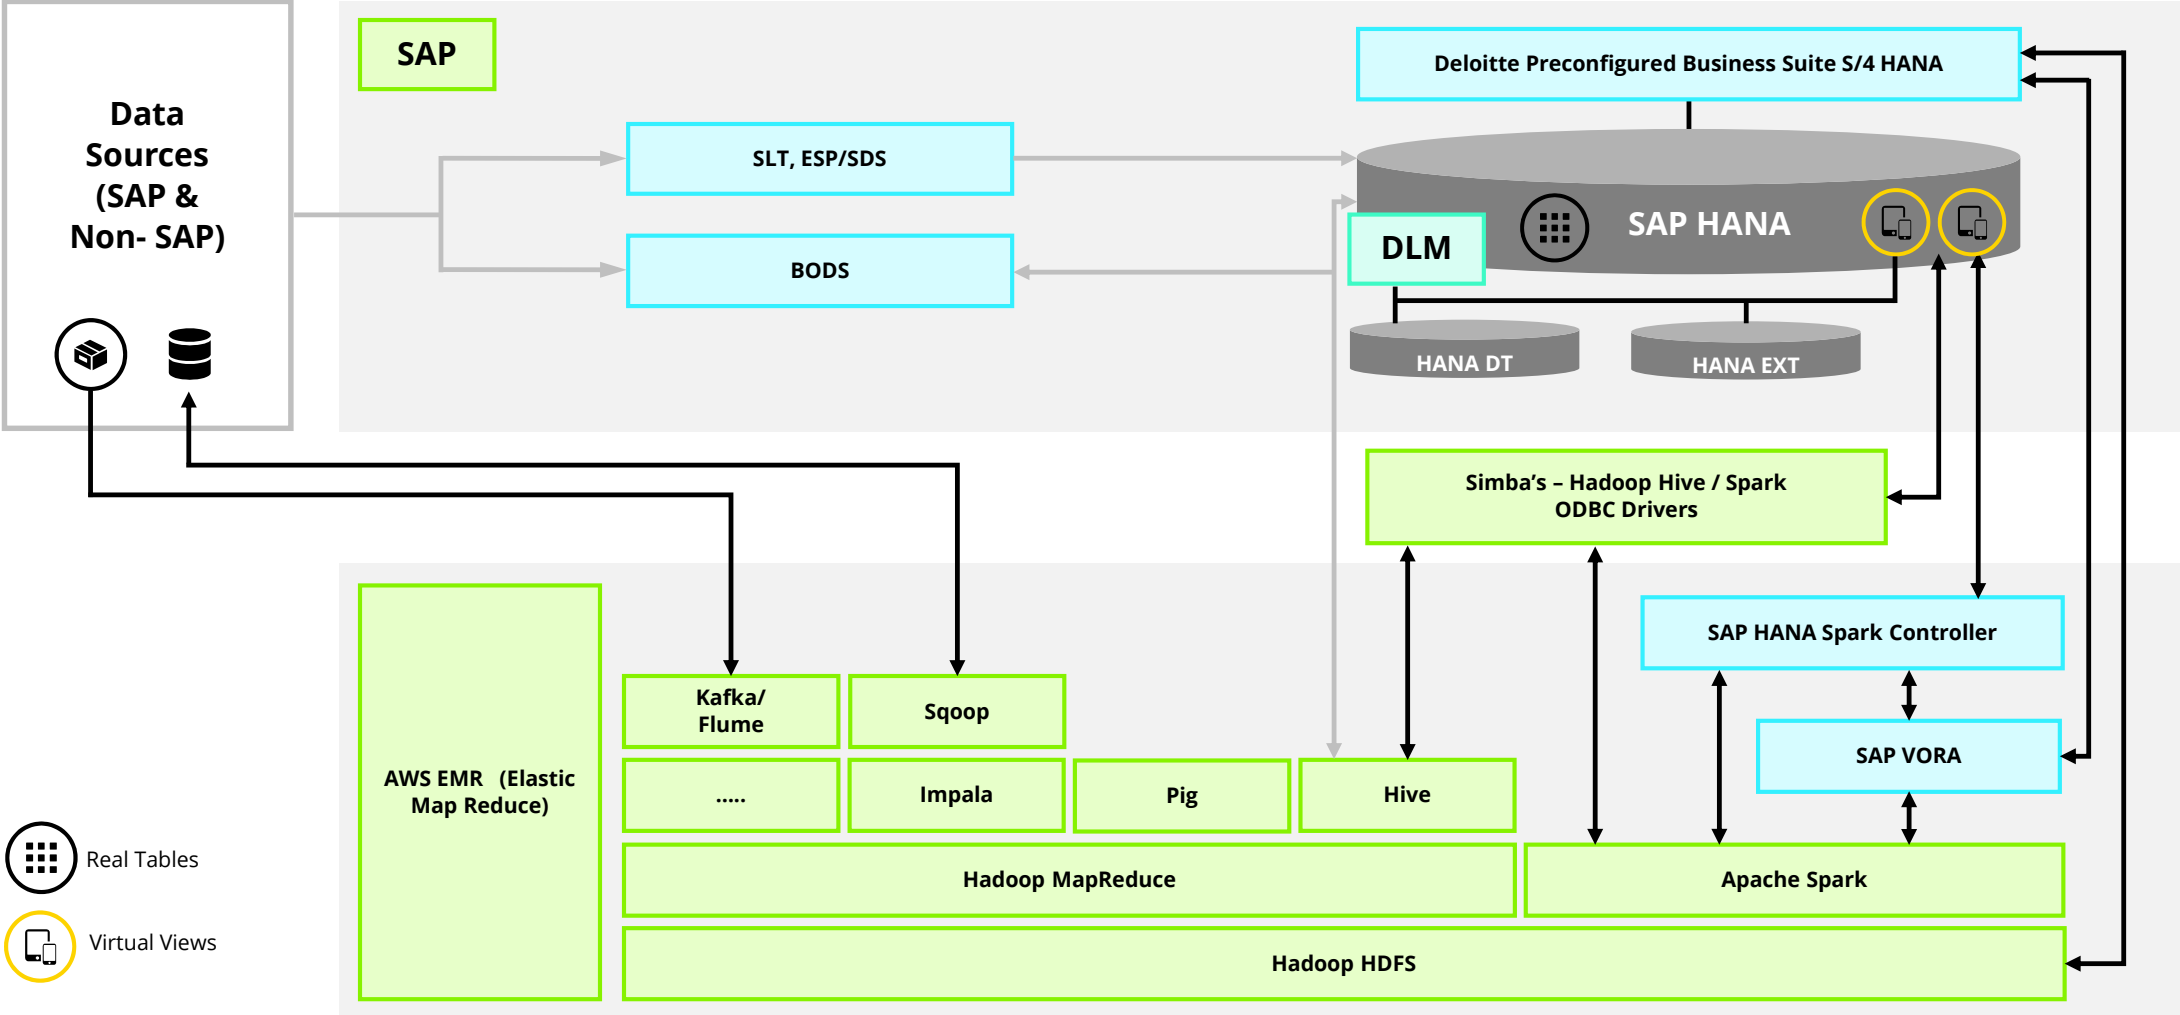 Data
Sources
(SAP &
Non- SAP)
SAP
SLT, ESP/SDS
BODS
Deloitte Preconfigured Business Suite S/4 HANA
SAP HANA
DLM
HANA DT
HANA EXT
Simba’s – Hadoop Hive / Spark
ODBC Drivers
SAP HANA Spark Controller
SAP VORA
AWS EMR (Elastic
Map Reduce)
Kafka/
Flume
Sqoop
.....
Impala
Pig
Hive
Hadoop MapReduce
Apache Spark
Hadoop HDFS
Real Tables
Virtual Views